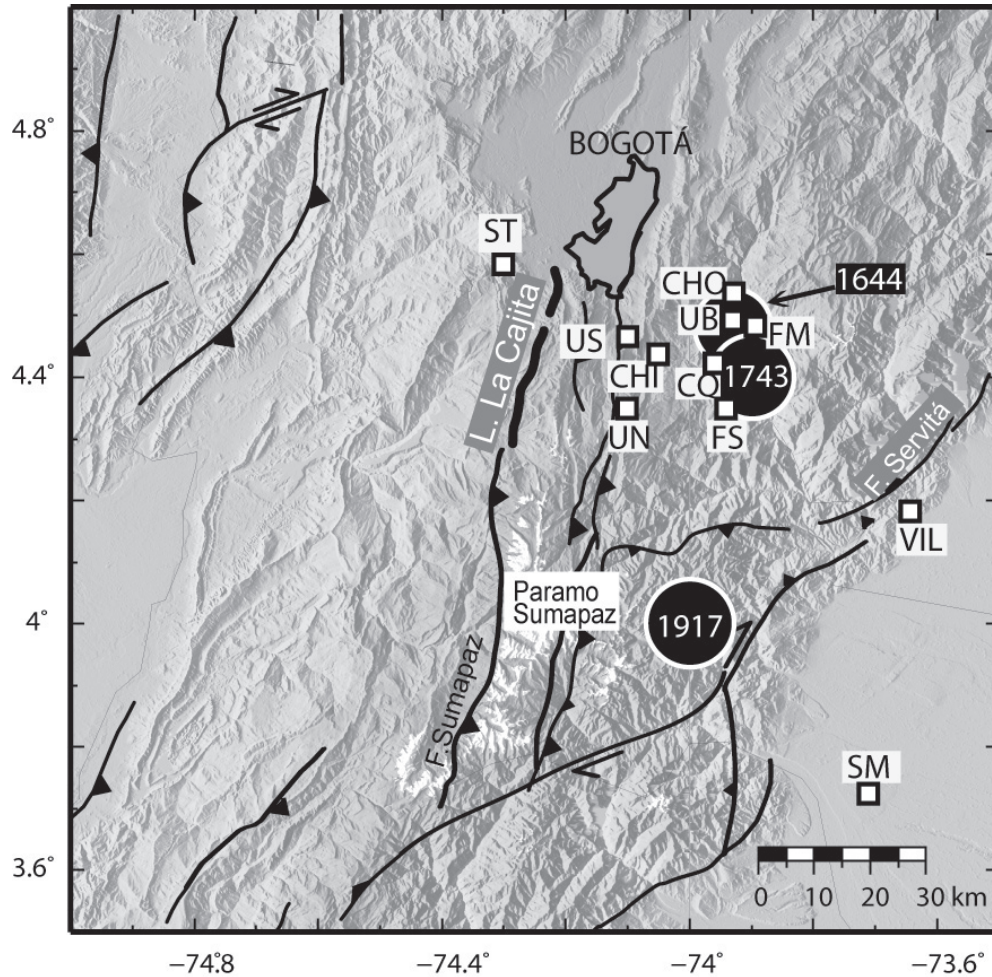 4.8°
4.4°
4°
3.6°
BOGOTÁ
ST
CHO
1644
UB
FM
US
CHI
CO
1743
UN
FS
L. La Cajita
F. Servitá
VIL
Paramo
Sumapaz
1917
F.Sumapaz
SM
0 10 20 30 km
−74.8 −74.4 −74 −73.6